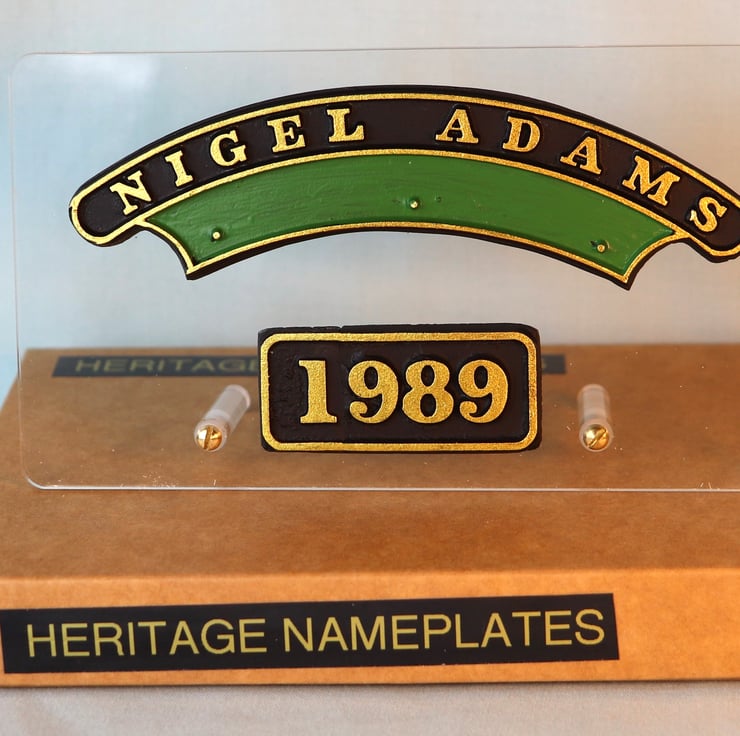 NIGEL ADAMS
1989
HERITAGE
HERITAGE NAMEPLATES